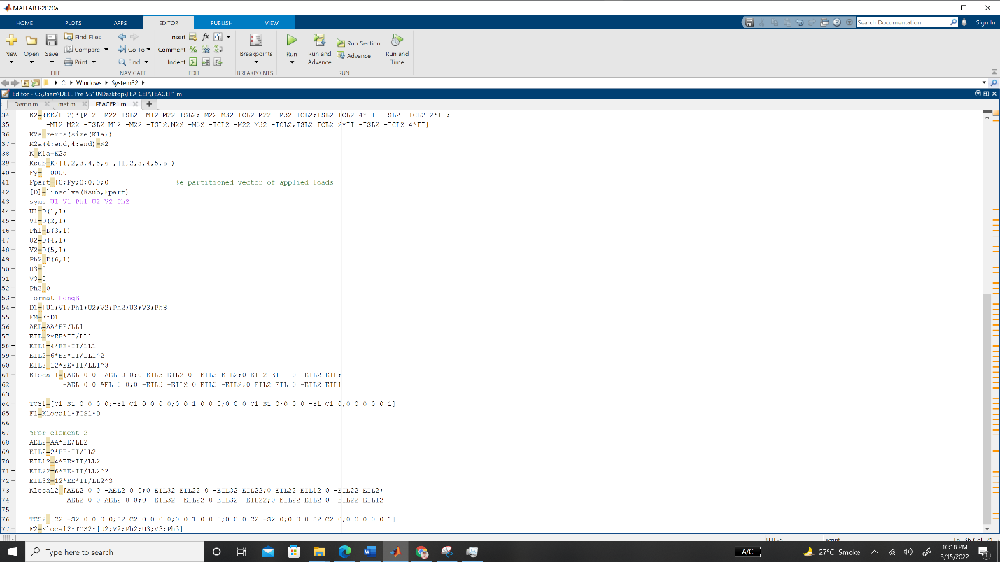 MATLAB R2020a
HOME PLOTS APPS EDITOR PUBLISH VIEW Search Documentation Sign In
New Open Save Find Files Compare Print Go To Find Insert fx Comment Indent Breakpoints Run Run and Advance Run Section Advance Run and Time
FILE NAVIGATE EDIT BREAKPOINTS RUN
C: Windows System32
Editor - C:\Users\DELL Pre 5510\Desktop\FEA CEP\FEACEP1.m
Demo.m mat.m FEACEP1.m
34 K2=(EE/LL2)*[M12 -M22 ISL2 -M12 M22 ISL2;-M22 M32 ICL2 M22 -M32 ICL2;ISL2 ICL2 4*II -ISL2 -ICL2 2*II;
35 -M12 M22 -ISL2 M12 -M22 -ISL2;M22 -M32 -ICL2 -M22 M32 -ICL2;ISL2 ICL2 2*II -ISL2 -ICL2 4*II]
36 K2a=zeros(size(K1a))
37 K2a(4:end,4:end)=K2
38 K=K1a+K2a
39 Ksub=K([1,2,3,4,5,6],[1,2,3,4,5,6])
40 Fy=-10000
41 Fpart=[0;Fy;0;0;0;0] %e partitioned vector of applied loads
42 [D]=linsolve(Ksub,Fpart)
43 syms U1 V1 Ph1 U2 V2 Ph2
44 U1=D(1,1)
45 V1=D(2,1)
46 Ph1=D(3,1)
47 U2=D(4,1)
48 V2=D(5,1)
49 Ph2=D(6,1)
50 U3=0
51 V3=0
52 Ph3=0
53 format LongE
54 D1=[U1;V1;Ph1;U2;V2;Ph2;U3;V3;Ph3]
55 FM=K*D1
56 AEL=AA*EE/LL1
57 EIL=2*EE*II/LL1
58 EIL1=4*EE*II/LL1
59 EIL2=6*EE*II/LL1^2
60 EIL3=12*EE*II/LL1^3
61 Klocal1=[AEL 0 0 -AEL 0 0;0 EIL3 EIL2 0 -EIL3 EIL2;0 EIL2 EIL1 0 -EIL2 EIL;
62 -AEL 0 0 AEL 0 0;0 -EIL3 -EIL2 0 EIL3 -EIL2;0 EIL2 EIL 0 -EIL2 EIL1]
63
64 TCS1=[C1 S1 0 0 0 0;-S1 C1 0 0 0 0;0 0 1 0 0 0;0 0 0 C1 S1 0;0 0 0 -S1 C1 0;0 0 0 0 0 1]
65 F1=Klocal1*TCS1*D
66
67 %For element 2
68 AEL2=AA*EE/LL2
69 EIL2=2*EE*II/LL2
70 EIL12=4*EE*II/LL2
71 EIL22=6*EE*II/LL2^2
72 EIL32=12*EE*II/LL2^3
73 Klocal2=[AEL2 0 0 -AEL2 0 0;0 EIL32 EIL22 0 -EIL32 EIL22;0 EIL22 EIL12 0 -EIL22 EIL2;
74 -AEL2 0 0 AEL2 0 0;0 -EIL32 -EIL22 0 EIL32 -EIL22;0 EIL22 EIL2 0 -EIL22 EIL12]
75
76 TCS2=[C2 -S2 0 0 0 0;S2 C2 0 0 0 0;0 0 1 0 0 0;0 0 0 C2 -S2 0;0 0 0 S2 C2 0;0 0 0 0 0 1]
77 F2=Klocal2*TCS2*[U2;V2;Ph2;U3;V3;Ph3]
UTF-8 script Ln 36 Col 21
Type here to search A/C 27°C Smoke 10:18 PM
3/15/2022 1